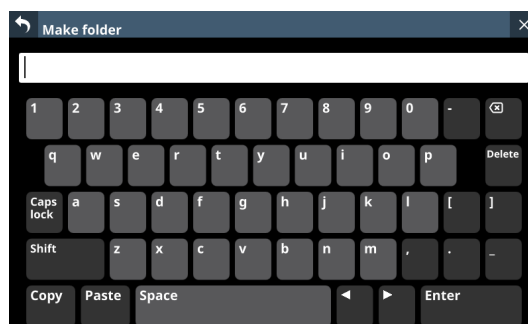 Make folder
1 2 3 4 5 6 7 8 9 0 -
q w e r t y u i o p Delete
Caps lock a s d f g h j k l [ ]
Shift z x c v b n m , . _
Copy Paste Space ◀ ▶ Enter